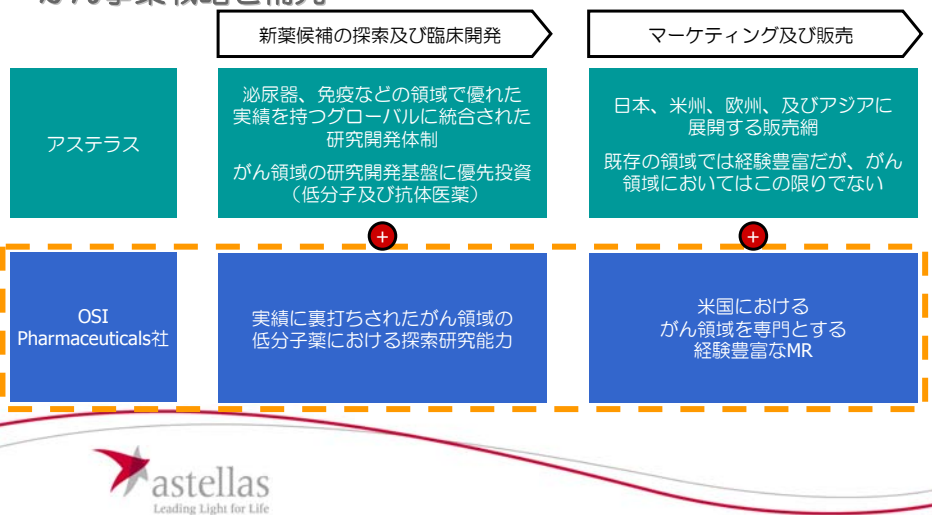 がん事業戦略を補完
新薬候補の探索及び臨床開発
マーケティング及び販売
アステラス
泌尿器、免疫などの領域で優れた
実績を持つグローバルに統合された
研究開発体制
がん領域の研究開発基盤に優先投資
（低分子及び抗体医薬）
日本、米州、欧州、及びアジアに
展開する販売網
既存の領域では経験豊富だが、がん
領域においてはこの限りでない
+
+
OSI
Pharmaceuticals社
実績に裏打ちされたがん領域の
低分子薬における探索研究能力
米国における
がん領域を専門とする
経験豊富なMR
astellas
Leading Light for Life